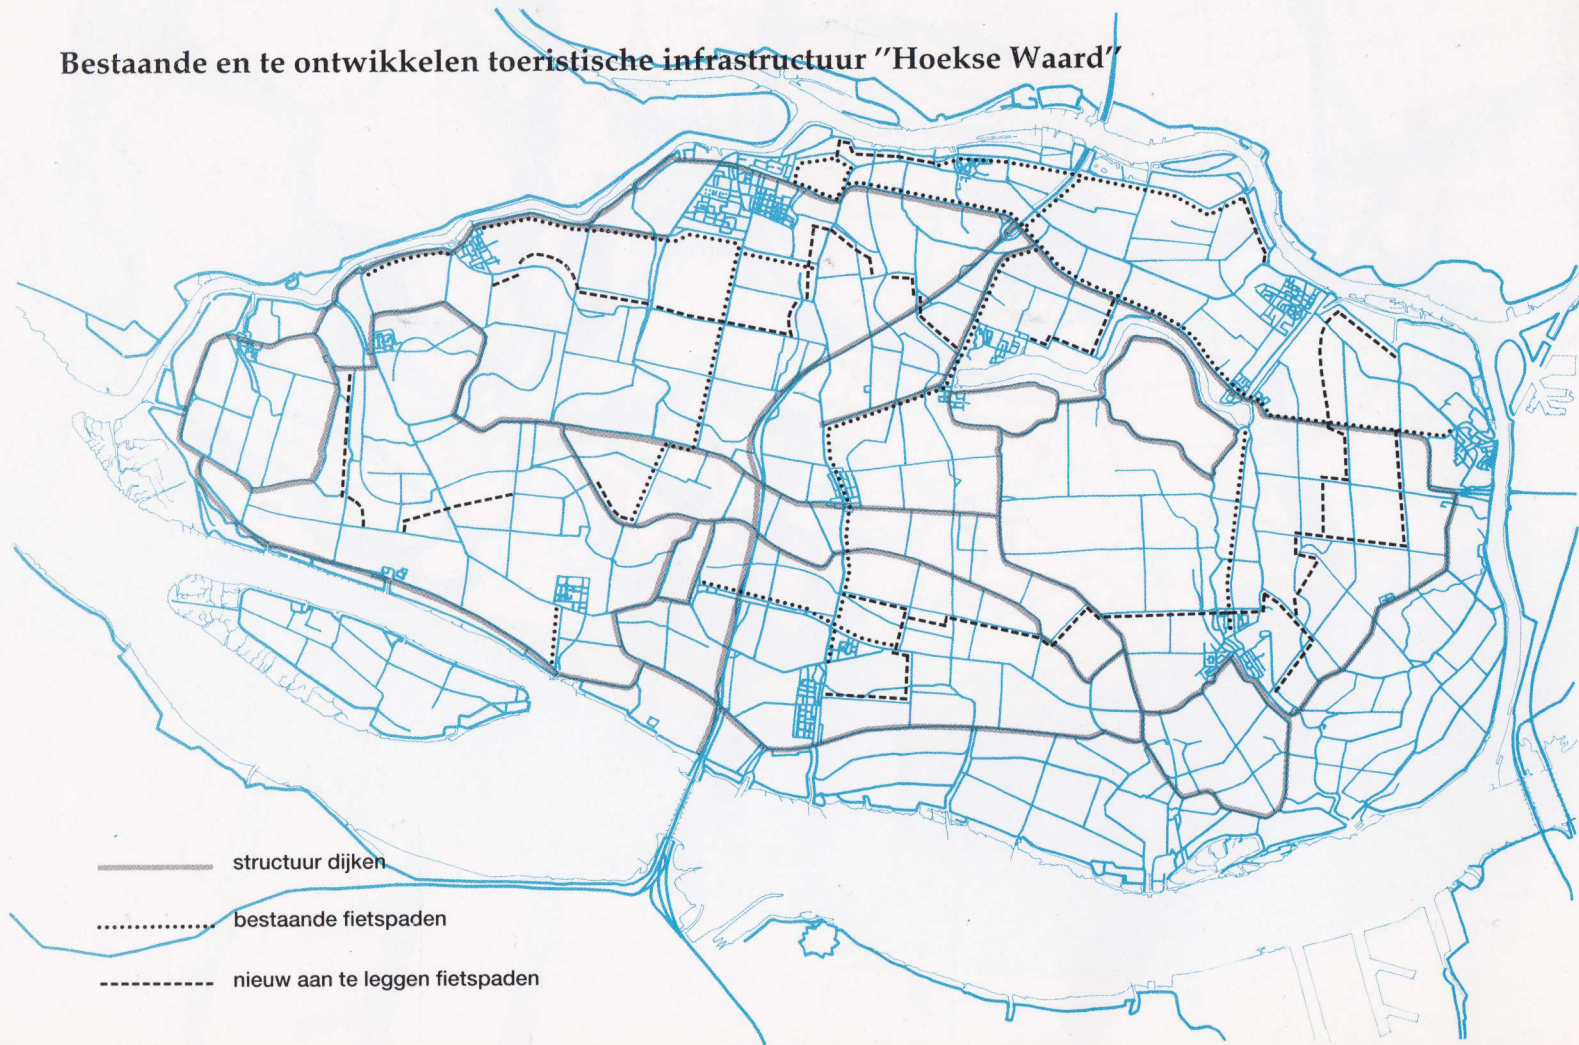 Bestaande en te ontwikkelen toeristische infrastructuur "Hoekse Waard"
structuur dijken
bestaande fietspaden
nieuw aan te leggen fietspaden